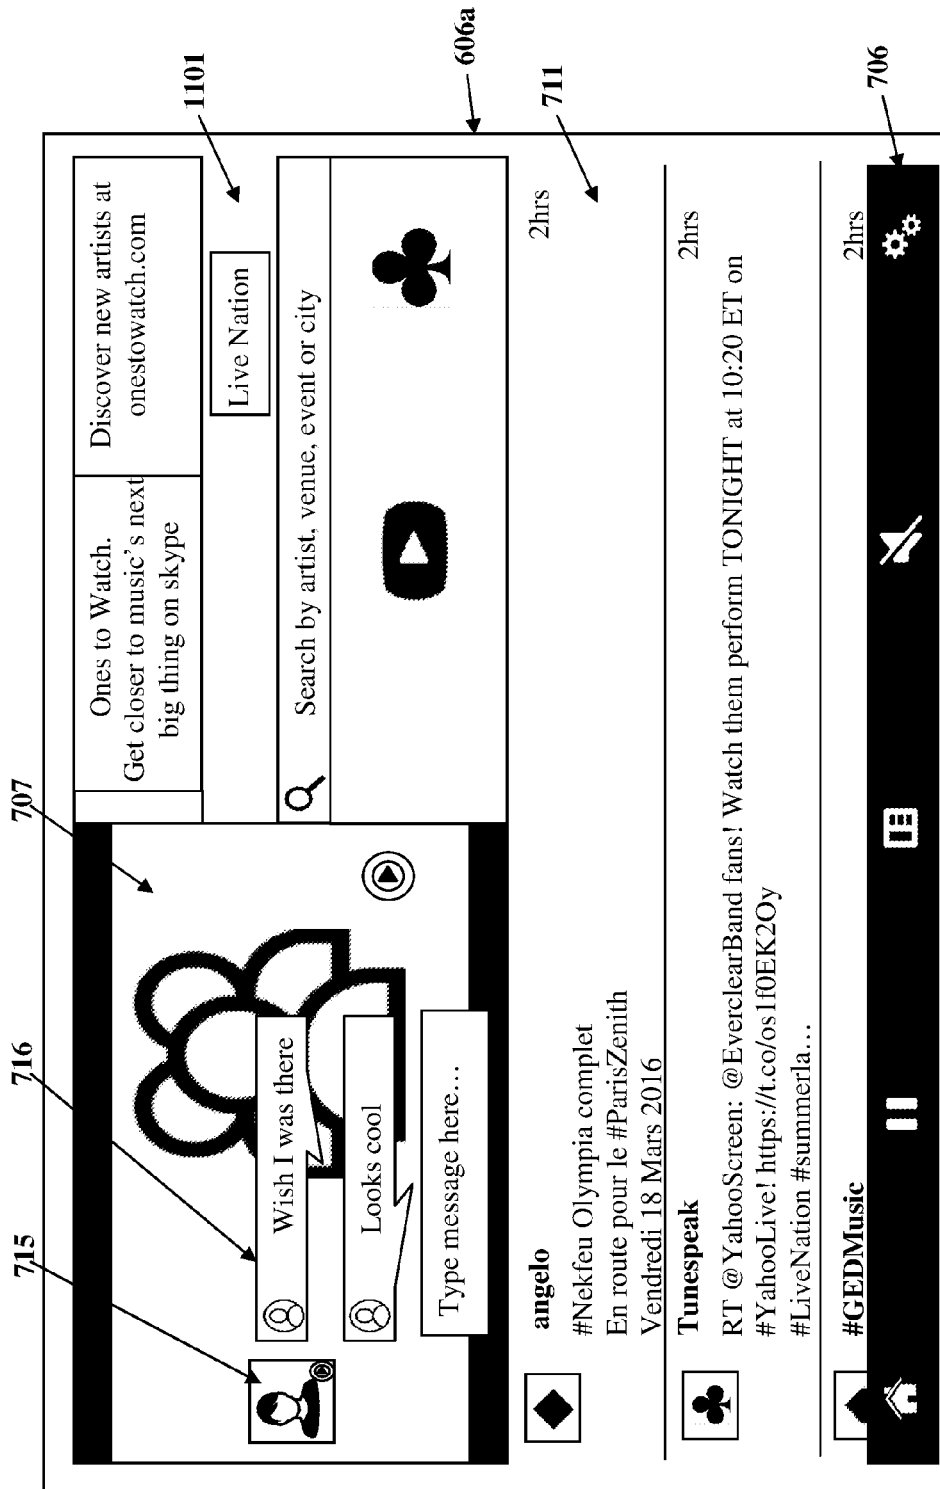 715
716
707
Wish I was there
Looks cool
Type message here...
Ones to Watch.
Get closer to music's next
big thing on skype
Discover new artists at
onestowatch.com
1101
Live Nation
Search by artist, venue, event or city
606a
angelo
2hrs
#Nekfeu Olympia complet
En route pour le #ParisZenith
Vendredi 18 Mars 2016
711
Tunespeak
2hrs
RT @YahooScreen: @EverclearBand fans! Watch them perform TONIGHT at 10:20 ET on
#YahooLive! https://t.co/os1f0EK2Oy
#LiveNation #summerla...
#GEDMusic
2hrs
706